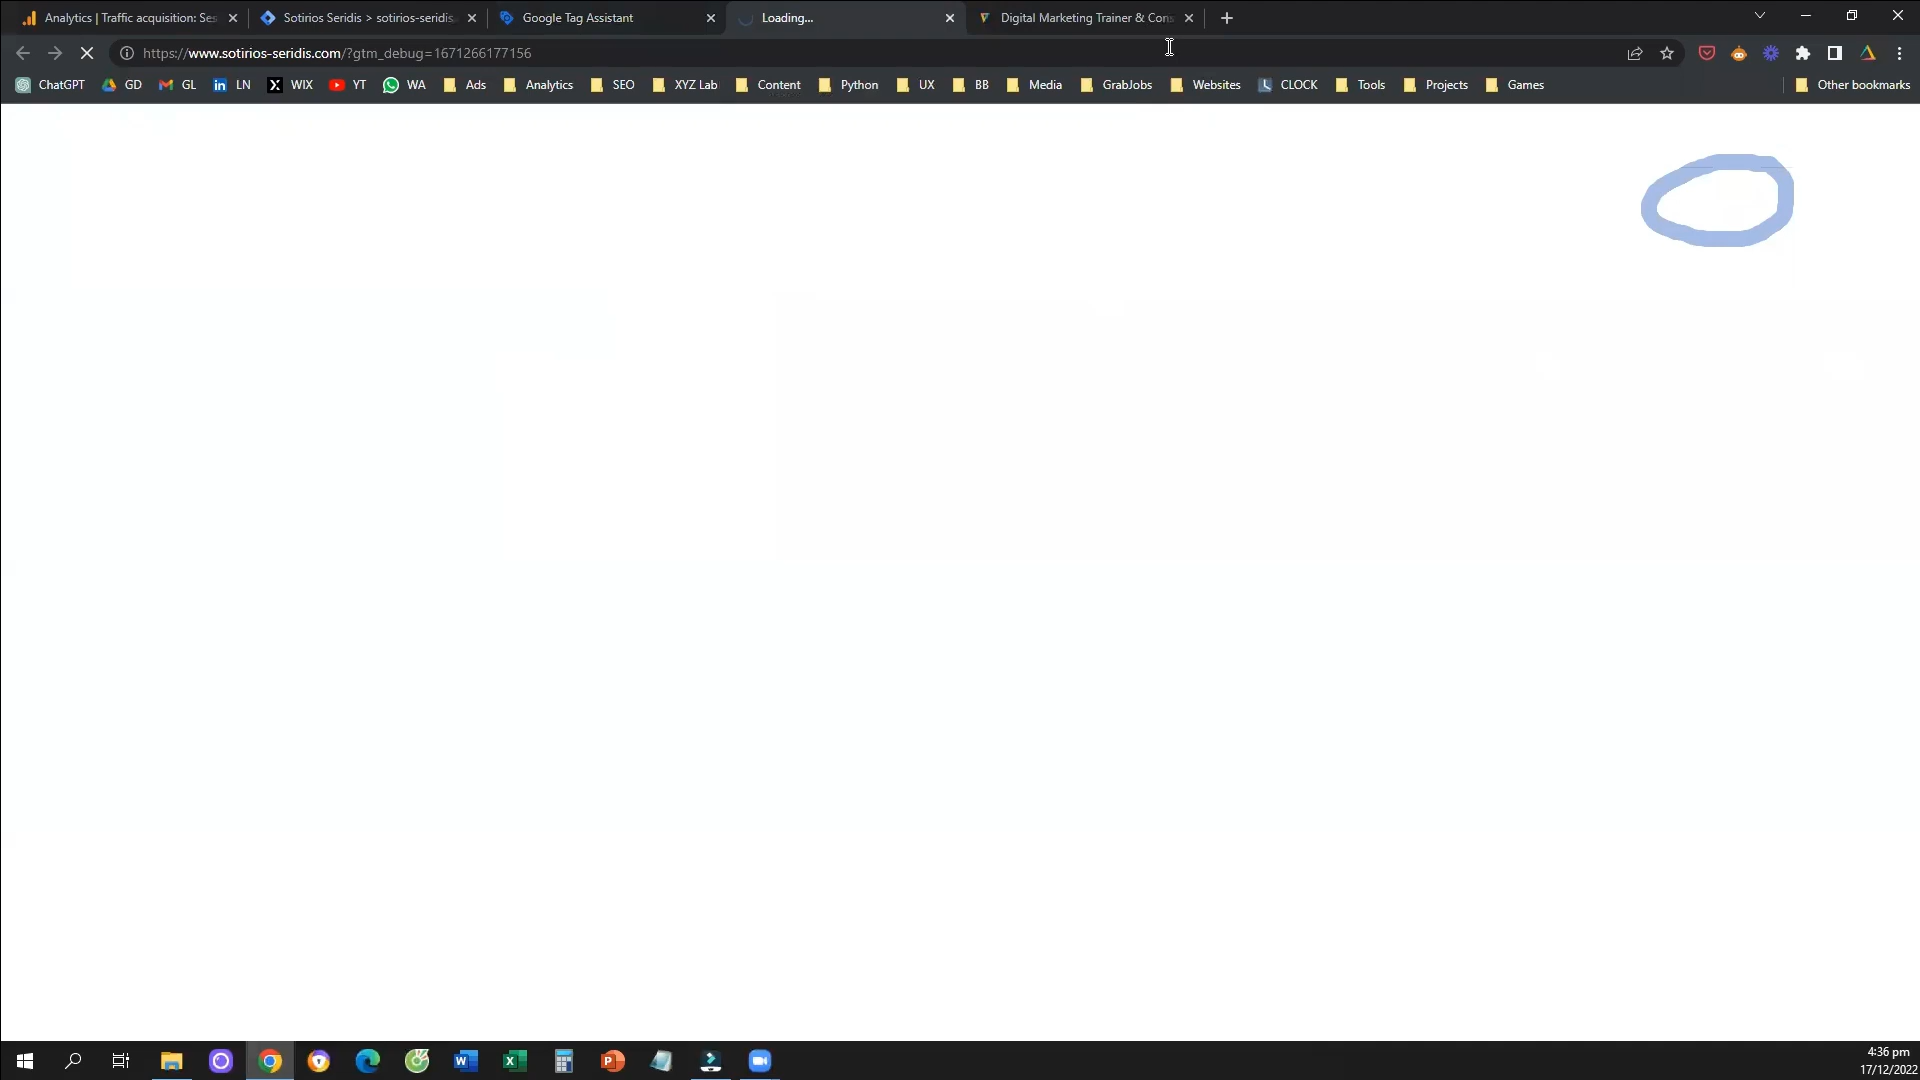 Analytics | Traffic acquisition: Ses
Sotirios Seridis > sotirios-seridis.
Google Tag Assistant
Loading...
Digital Marketing Trainer & Cons
https://www.sotirios-seridis.com/?gtm_debug=1671266177156
ChatGPT GD GL LN WIX YT WA Ads Analytics SEO XYZ Lab Content Python UX BB Media GrabJobs Websites CLOCK Tools Projects Games Other bookmarks
4:36 pm
17/12/2022